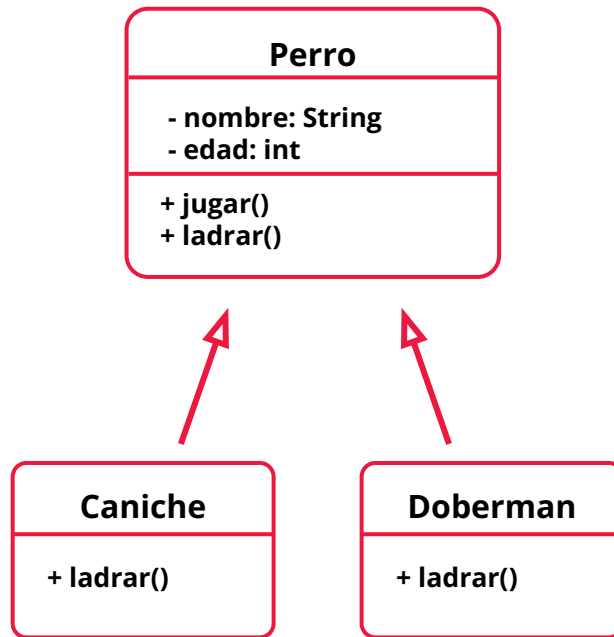 Perro
- nombre: String
- edad: int
+ jugar()
+ ladrar()
Caniche
+ ladrar()
Doberman
+ ladrar()